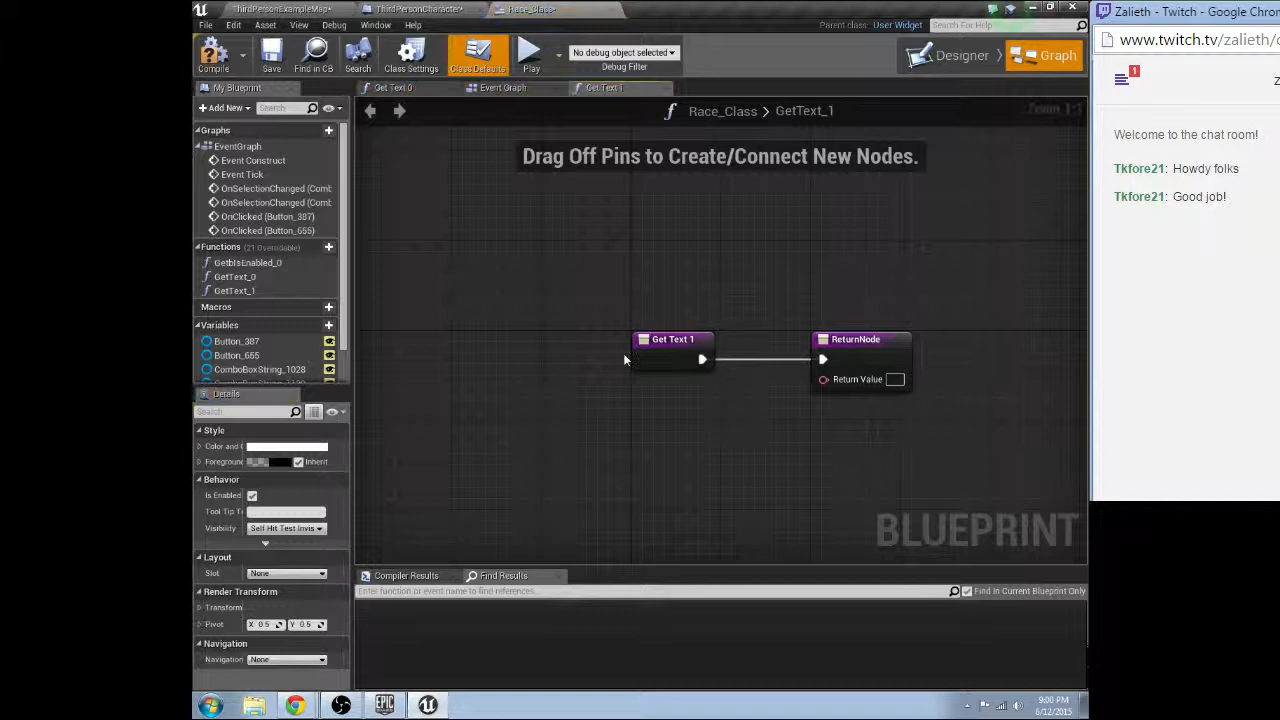 ThirdPersonExampleMap*
ThirdPersonCharacter*
Race_Class*
Zalieth - Twitch - Google Chro
File Edit Asset View Debug Window Help
Parent class: User Widget
Search For Help
www.twitch.tv/zalieth/c
Compile
Save
Find in CB
Search
Class Settings
Class Defaults
Play
No debug object selected
Debug Filter
Designer
Graph
1
Z
My Blueprint
Get Text 0
Event Graph
Get Text 1
Add New
Search
Race_Class > GetText_1
Zoom 1:1
Graphs
EventGraph
Event Construct
Event Tick
OnSelectionChanged (Comb
OnSelectionChanged (Comb
OnClicked (Button_387)
OnClicked (Button_655)
Functions (21 Overridable)
GetbIsEnabled_0
GetText_0
GetText_1
Macros
Variables
Button_387
Button_655
ComboBoxString_1028
Drag Off Pins to Create/Connect New Nodes.
Welcome to the chat room!
Tkfore21: Howdy folks
Tkfore21: Good job!
Get Text 1
ReturnNode
Return Value
BLUEPRINT
Details
Search
Style
Color and O
Foreground
Inherit
Behavior
Is Enabled
Tool Tip T
Visibility
Self Hit Test Invis
Layout
Slot
None
Render Transform
Transform
Pivot
X 0.5
Y 0.5
Navigation
Navigation
None
Compiler Results
Find Results
Enter function or event name to find references...
Find In Current Blueprint Only
EPIC
GAMES
9:00 PM
6/12/2015